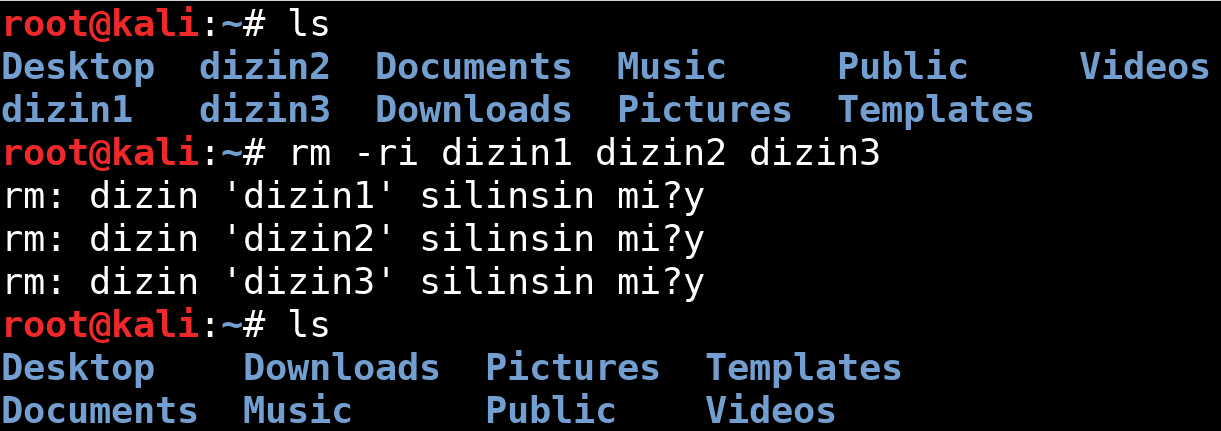 root@kali:~# ls
Desktop  dizin2  Documents  Music     Public     Videos
dizin1   dizin3  Downloads  Pictures  Templates
root@kali:~# rm -ri dizin1 dizin2 dizin3
rm: dizin 'dizin1' silinsin mi?y
rm: dizin 'dizin2' silinsin mi?y
rm: dizin 'dizin3' silinsin mi?y
root@kali:~# ls
Desktop    Downloads  Pictures  Templates
Documents  Music      Public    Videos